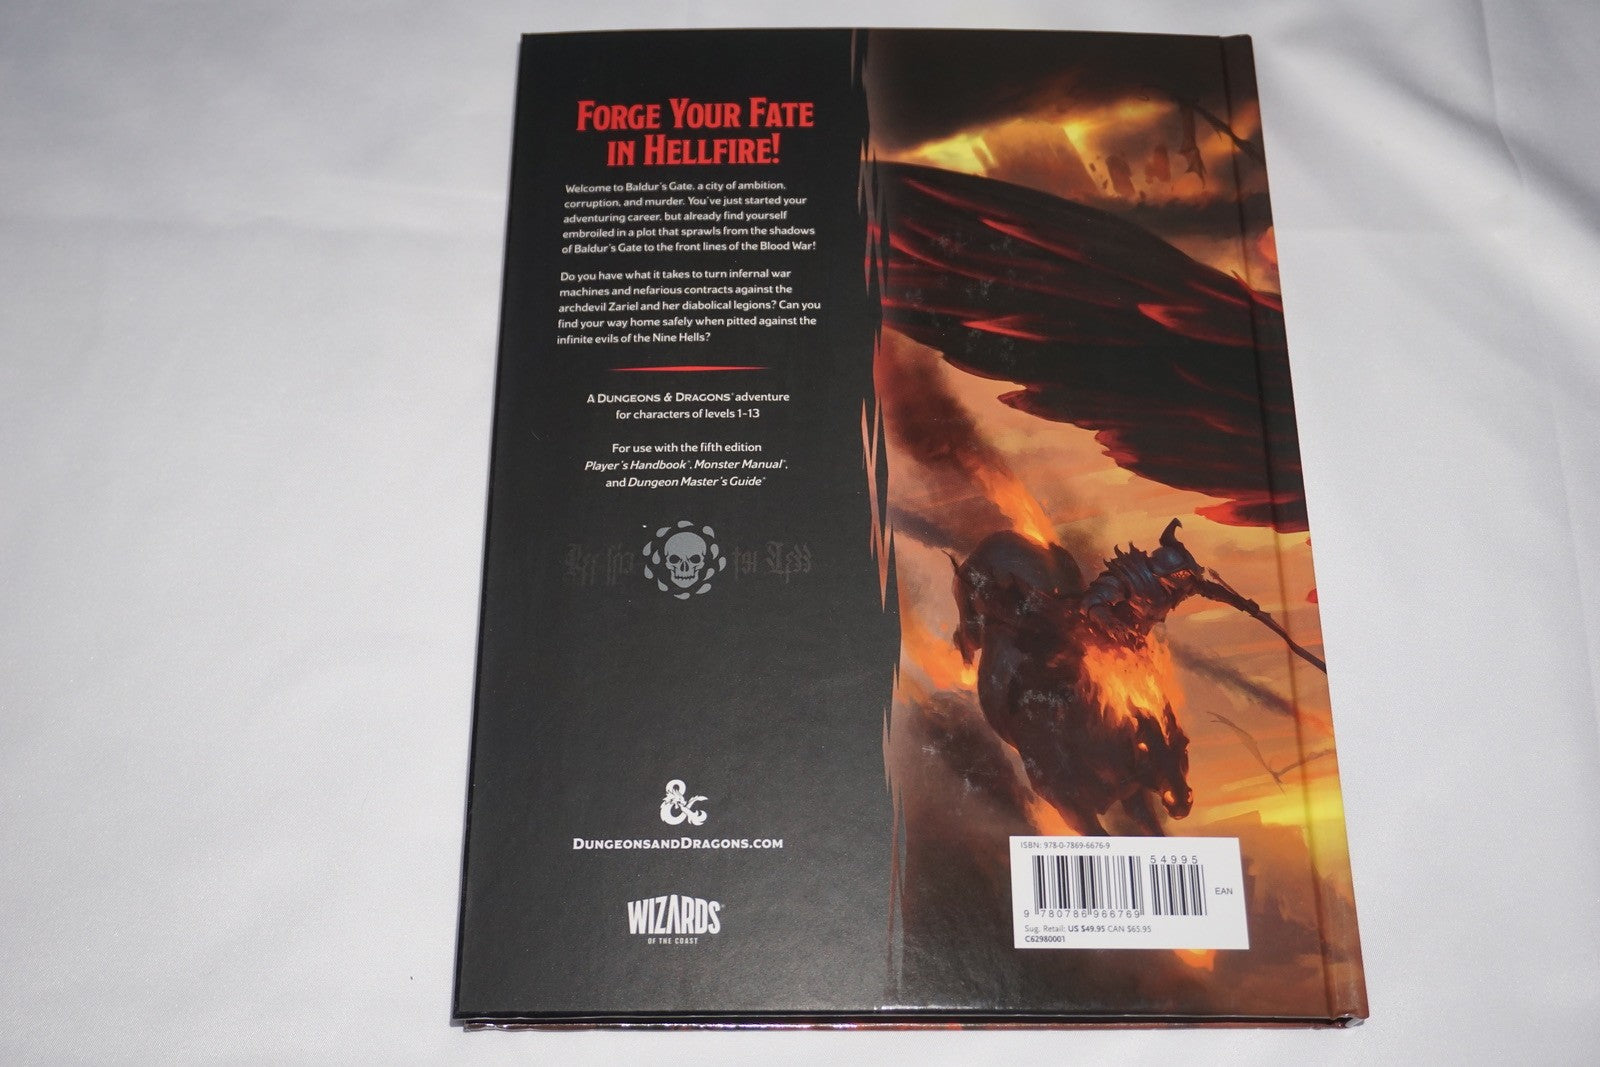 FORGE YOUR FATE
IN HELLFIRE!
Welcome to Baldur's Gate, a city of ambition,
corruption, and murder. You've just started your
adventuring career, but already find yourself
embroiled in a plot that sprawls from the shadows
of Baldur's Gate to the front lines of the Blood War!
Do you have what it takes to turn infernal war
machines and nefarious contracts against the
archdevil Zariel and her diabolical legions? Can you
find your way home safely when pitted against the
infinite evils of the Nine Hells?
A DUNGEONS & DRAGONS® adventure
for characters of levels 1-13
For use with the fifth edition
Player's Handbook®, Monster Manual®,
and Dungeon Master's Guide®
&
DUNGEONSANDDRAGONS.COM
WIZARDS®
OF THE COAST
ISBN: 978-0-7869-6676-9
54995
EAN
9 780786 966769
Sug. Retail: US $49.95 CAN $65.95
C62980001